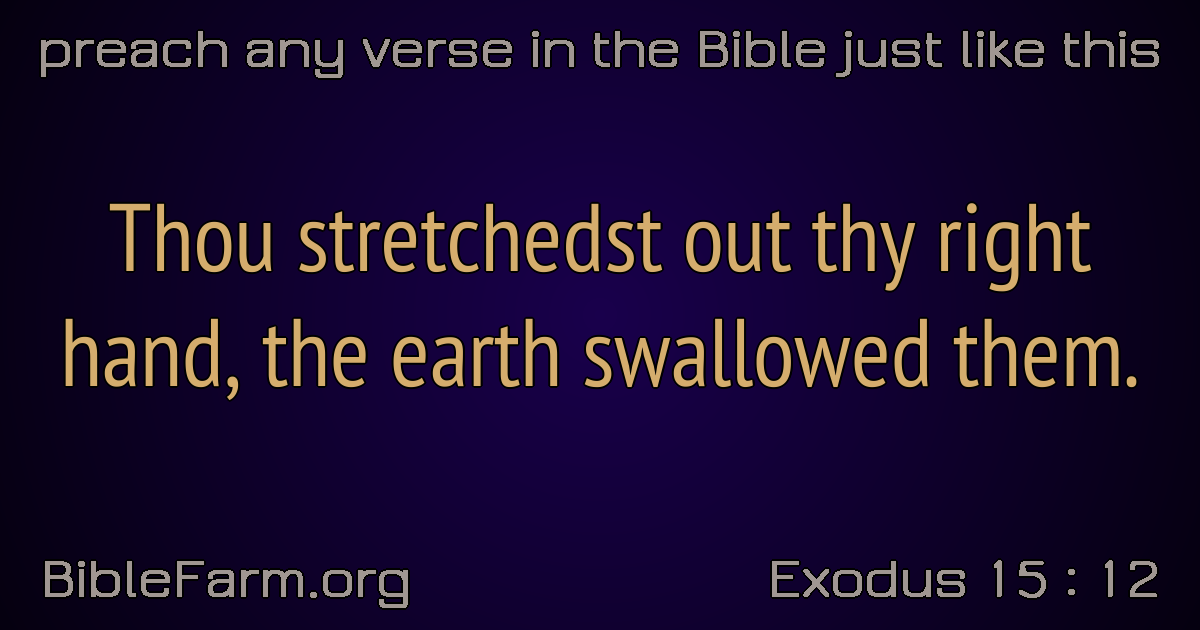 preach any verse in the Bible just like this
Thou stretchedst out thy right
hand, the earth swallowed them.
BibleFarm.org
Exodus 15 : 12